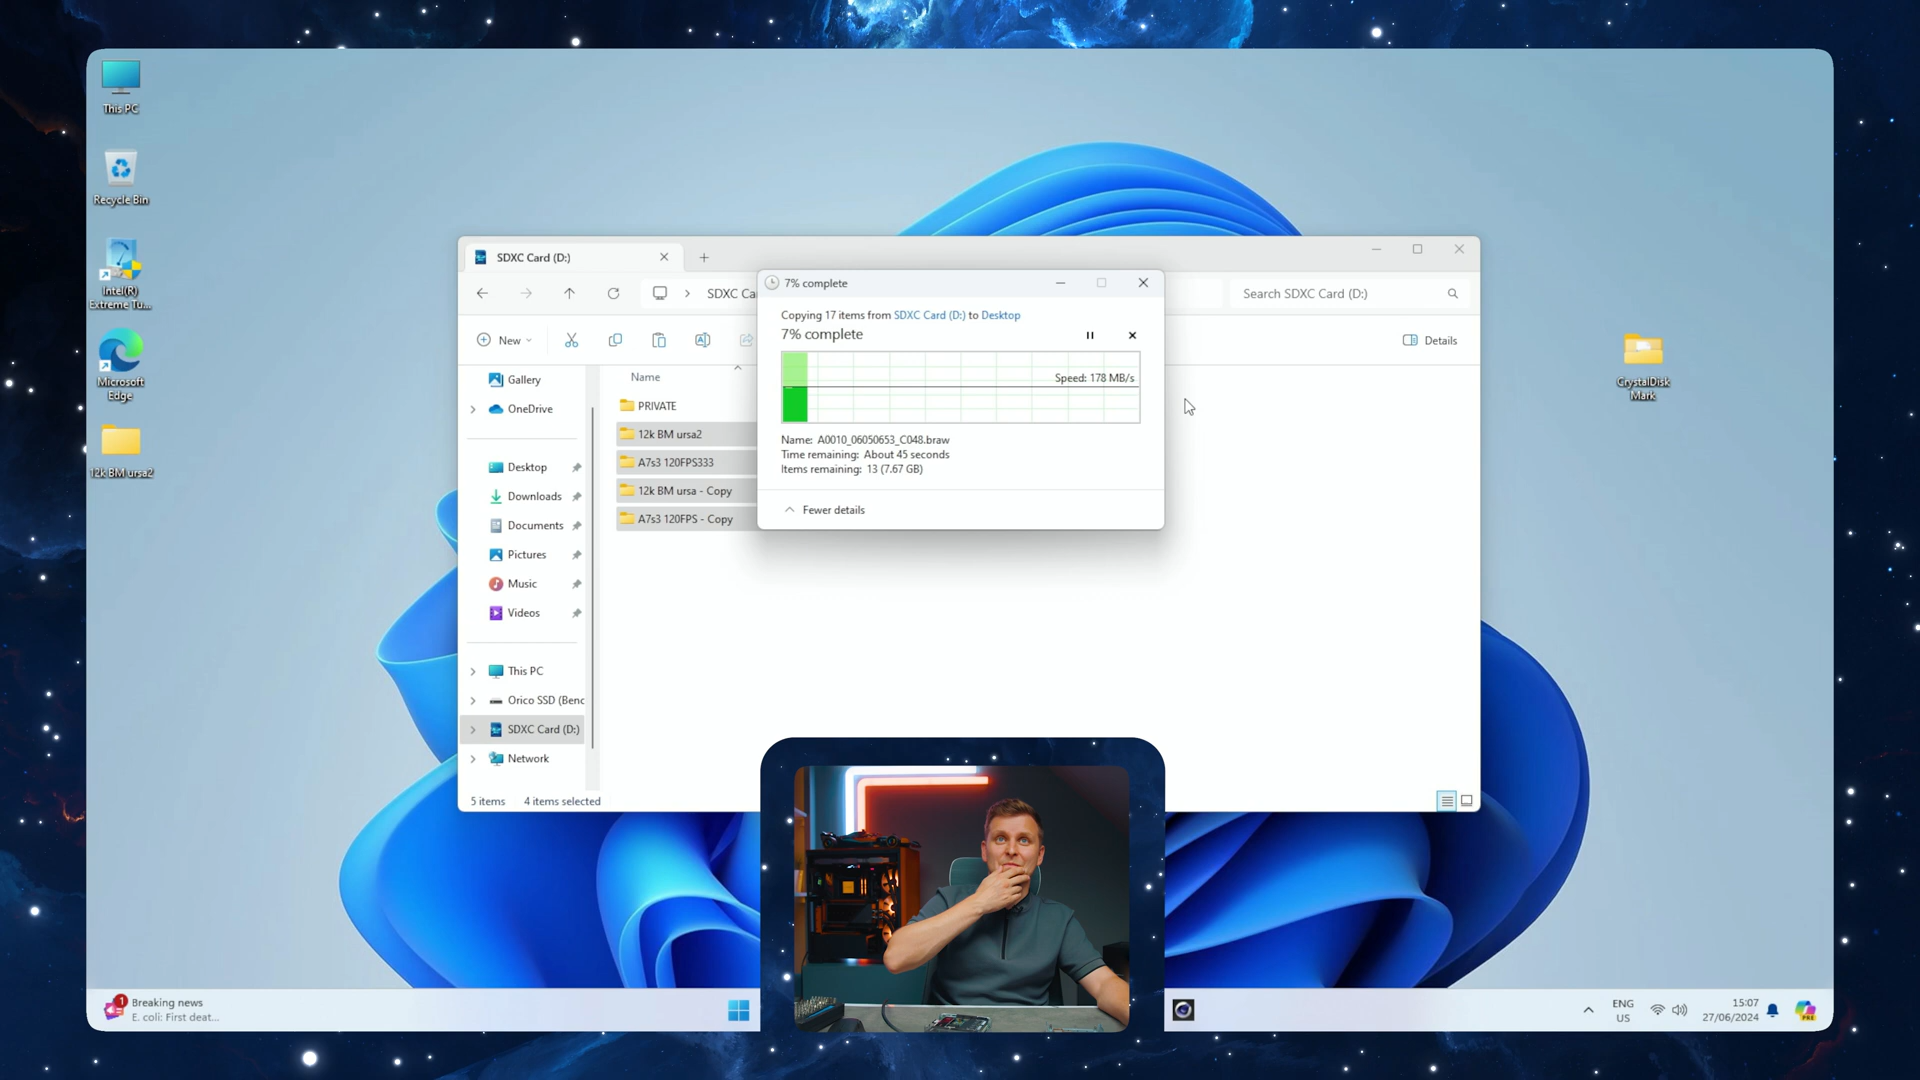 This PC
Recycle Bin
Intel(R)
Extreme Tu...
Microsoft
Edge
12k BM ursa2
CrystalDisk
Mark
SDXC Card (D:)
SDXC Ca
Search SDXC Card (D:)
New
Details
Gallery
OneDrive
Desktop
Downloads
Documents
Pictures
Music
Videos
This PC
Orico SSD (Benc
SDXC Card (D:)
Network
Name
PRIVATE
12k BM ursa2
A7s3 120FPS333
12k BM ursa - Copy
A7s3 120FPS - Copy
5 items 4 items selected
7% complete
Copying 17 items from SDXC Card (D:) to Desktop
7% complete
Speed: 178 MB/s
Name: A0010_06050653_C048.braw
Time remaining: About 45 seconds
Items remaining: 13 (7.67 GB)
Fewer details
1
Breaking news
E. coli: First deat...
ENG
US
15:07
27/06/2024
PRE